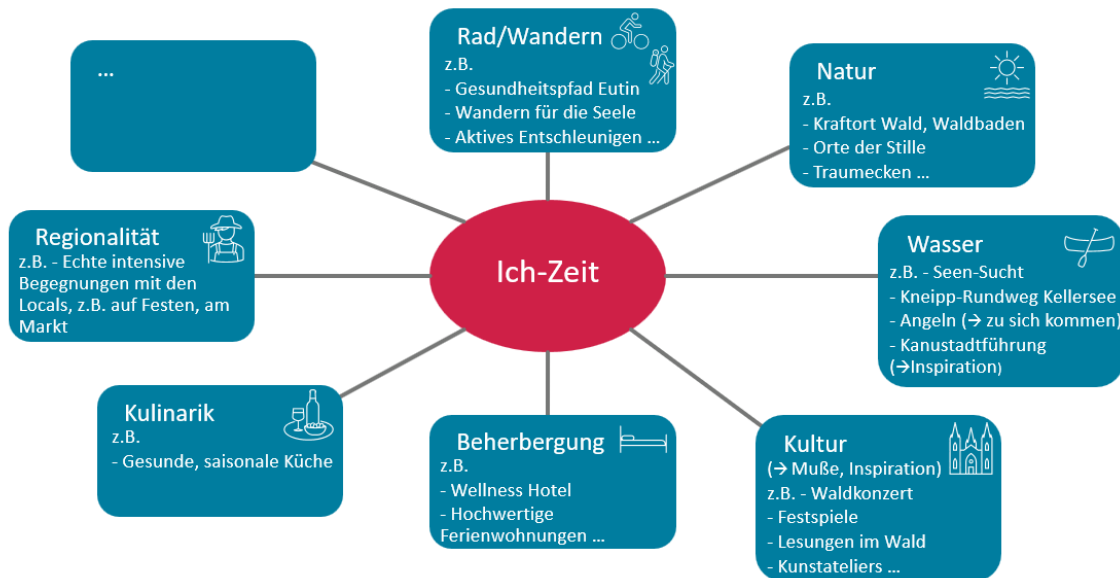 ...
Rad/Wandern
z.B.
- Gesundheitspfad Eutin
- Wandern für die Seele
- Aktives Entschleunigen ...
Natur
z.B.
- Kraftort Wald, Waldbaden
- Orte der Stille
- Traumecken ...
Regionalität
z.B. - Echte intensive
Begegnungen mit den
Locals, z.B. auf Festen, am
Markt
Ich-Zeit
Wasser
z.B. - Seen-Sucht
- Kneipp-Rundweg Kellersee
- Angeln (→ zu sich kommen)
- Kanustadtführung
(→Inspiration)
Kulinarik
z.B.
- Gesunde, saisonale Küche
Beherbergung
z.B.
- Wellness Hotel
- Hochwertige
Ferienwohnungen ...
Kultur
(→ Muße, Inspiration)
z.B. - Waldkonzert
- Festspiele
- Lesungen im Wald
- Kunstateliers ...